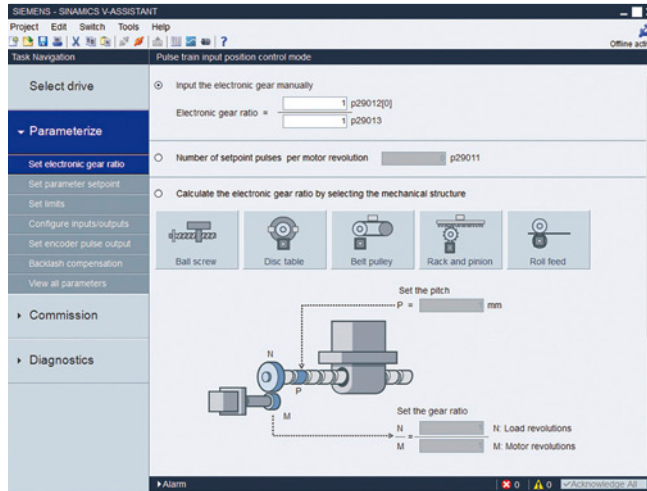 SIEMENS - SINAMICS V-ASSISTANT
Project Edit Switch Tools Help
Task Navigation
Pulse train input position control mode
Select drive
Parameterize
Set electronic gear ratio
Set parameter setpoint
Set limits
Configure inputs/outputs
Set encoder pulse output
Backlash compensation
View all parameters
Commission
Diagnostics
Offline
Input the electronic gear manually
1 p29012[0]
Electronic gear ratio =
1 p29013
Number of setpoint pulses per motor revolution p29011
Calculate the electronic gear ratio by selecting the mechanical structure
Ball screw Disc table Belt pulley Rack and pinion Roll feed
Set the pitch
P = mm
N
P
M
Set the gear ratio
N N: Load revolutions
=
M M: Motor revolutions
Alarm 0 0 Acknowledge All